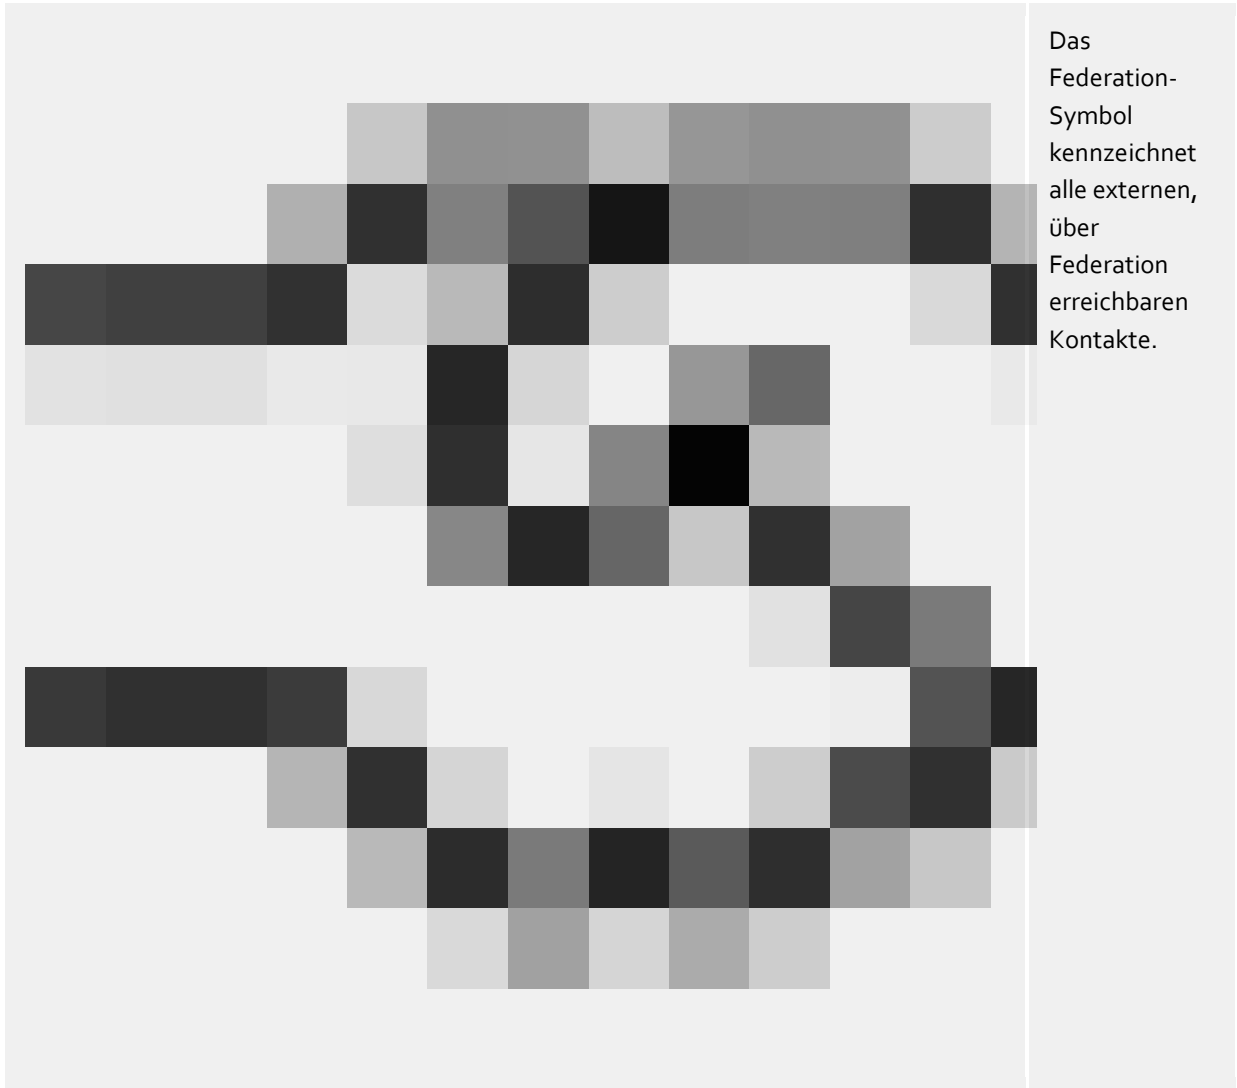 Das
Federation-
Symbol
kennzeichnet
alle externen,
über
Federation
erreichbaren
Kontakte.